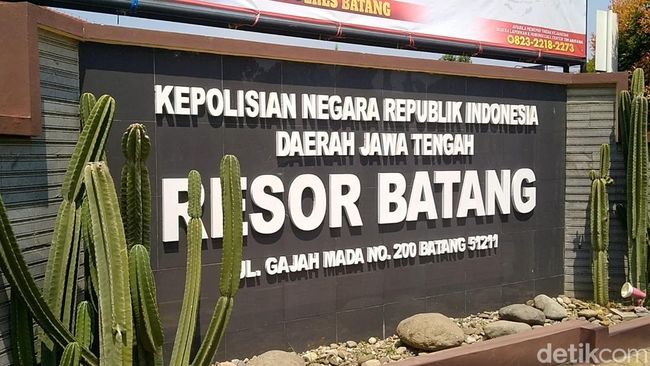 RES BATANG
0823-2218-2273
KEPOLISIAN NEGARA REPUBLIK INDONESIA
DAERAH JAWA TENGAH
RESOR BATANG
JL. GAJAH MADA NO. 200 BATANG 51211
detikcom